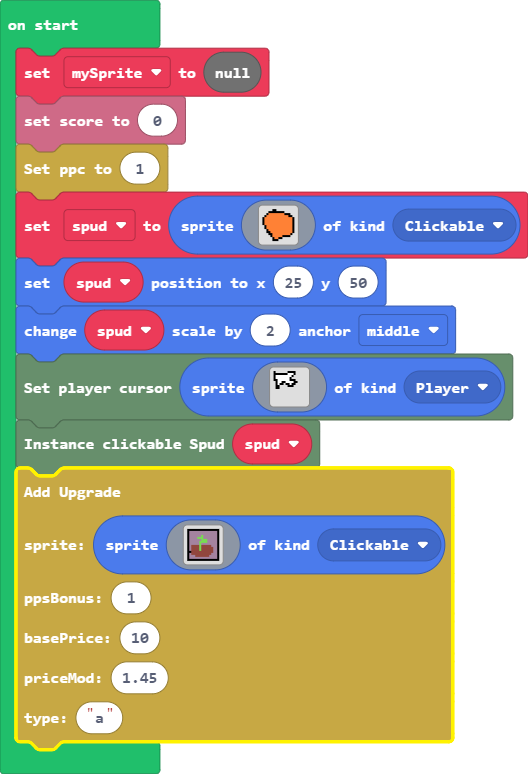 on start
set mySprite to null
set score to 0
Set ppc to 1
set spud to sprite of kind Clickable
set spud position to x 25 y 50
change spud scale by 2 anchor middle
Set player cursor sprite of kind Player
Instance clickable Spud spud
Add Upgrade
sprite: sprite of kind Clickable
ppsBonus: 1
basePrice: 10
priceMod: 1.45
type: "a"